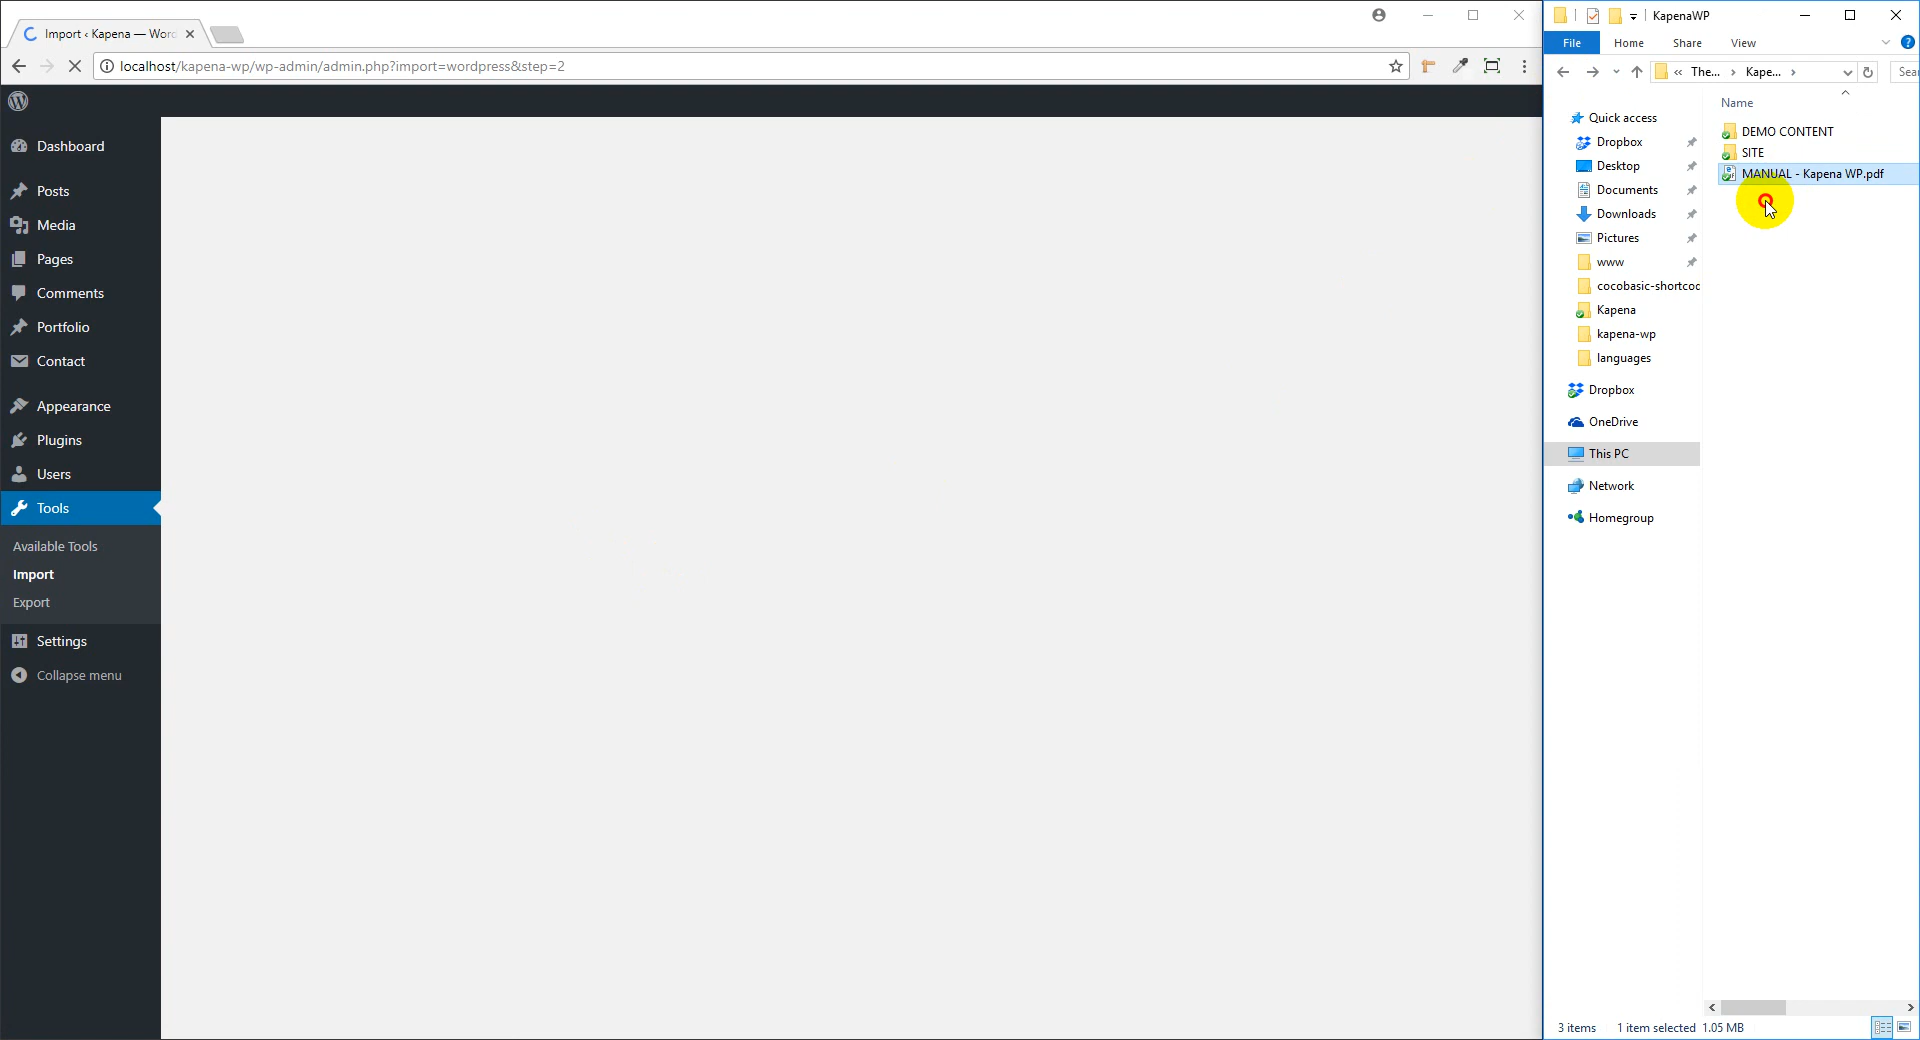 Import ‹ Kapena — Word
localhost/kapena-wp/wp-admin/admin.php?import=wordpress&step=2
Dashboard
Posts
Media
Pages
Comments
Portfolio
Contact
Appearance
Plugins
Users
Tools
Available Tools
Import
Export
Settings
Collapse menu
KapenaWP
File Home Share View
« The... › Kape... ›
Sea
Quick access
Dropbox
Desktop
Documents
Downloads
Pictures
www
cocobasic-shortcod
Kapena
kapena-wp
languages
Dropbox
OneDrive
This PC
Network
Homegroup
Name
DEMO CONTENT
SITE
MANUAL - Kapena WP.pdf
3 items 1 item selected 1.05 MB